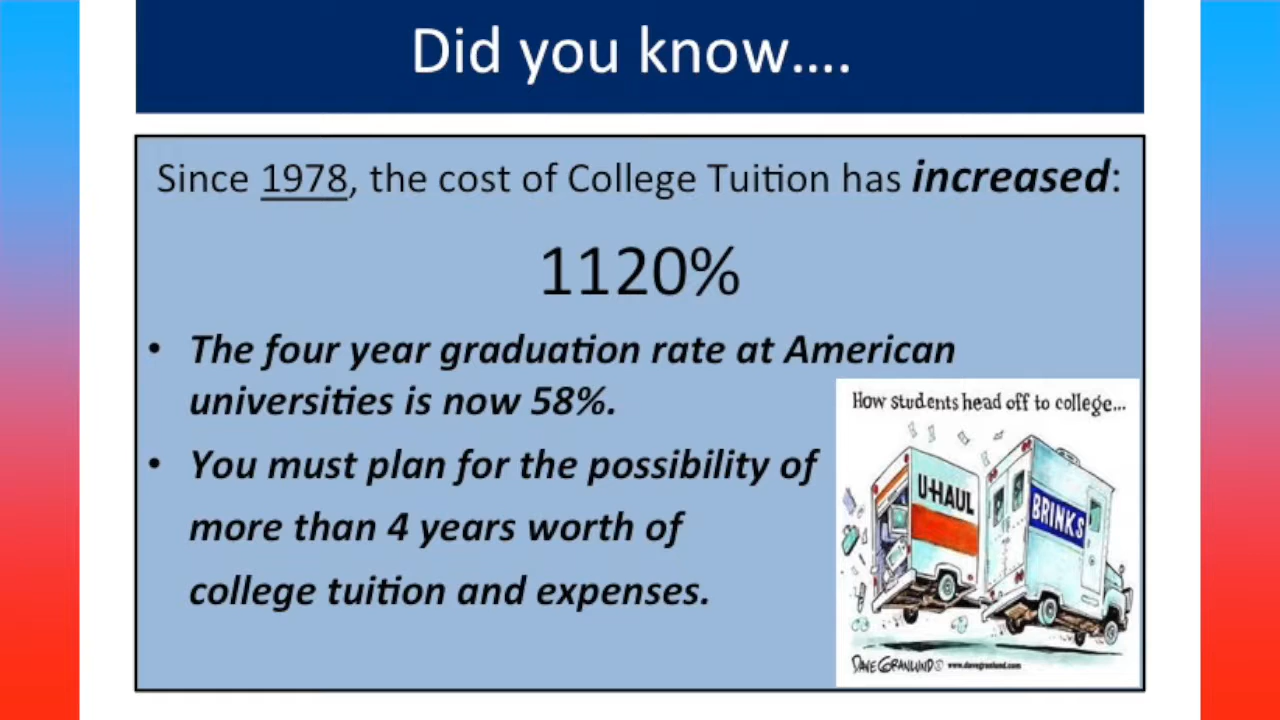 Did you know....
Since 1978, the cost of College Tuition has increased:
1120%
• The four year graduation rate at American
universities is now 58%.
• You must plan for the possibility of
more than 4 years worth of
college tuition and expenses.
How students head off to college...
U-HAUL
BRINKS
DAVE GRANLUND © www.davegranlund.com